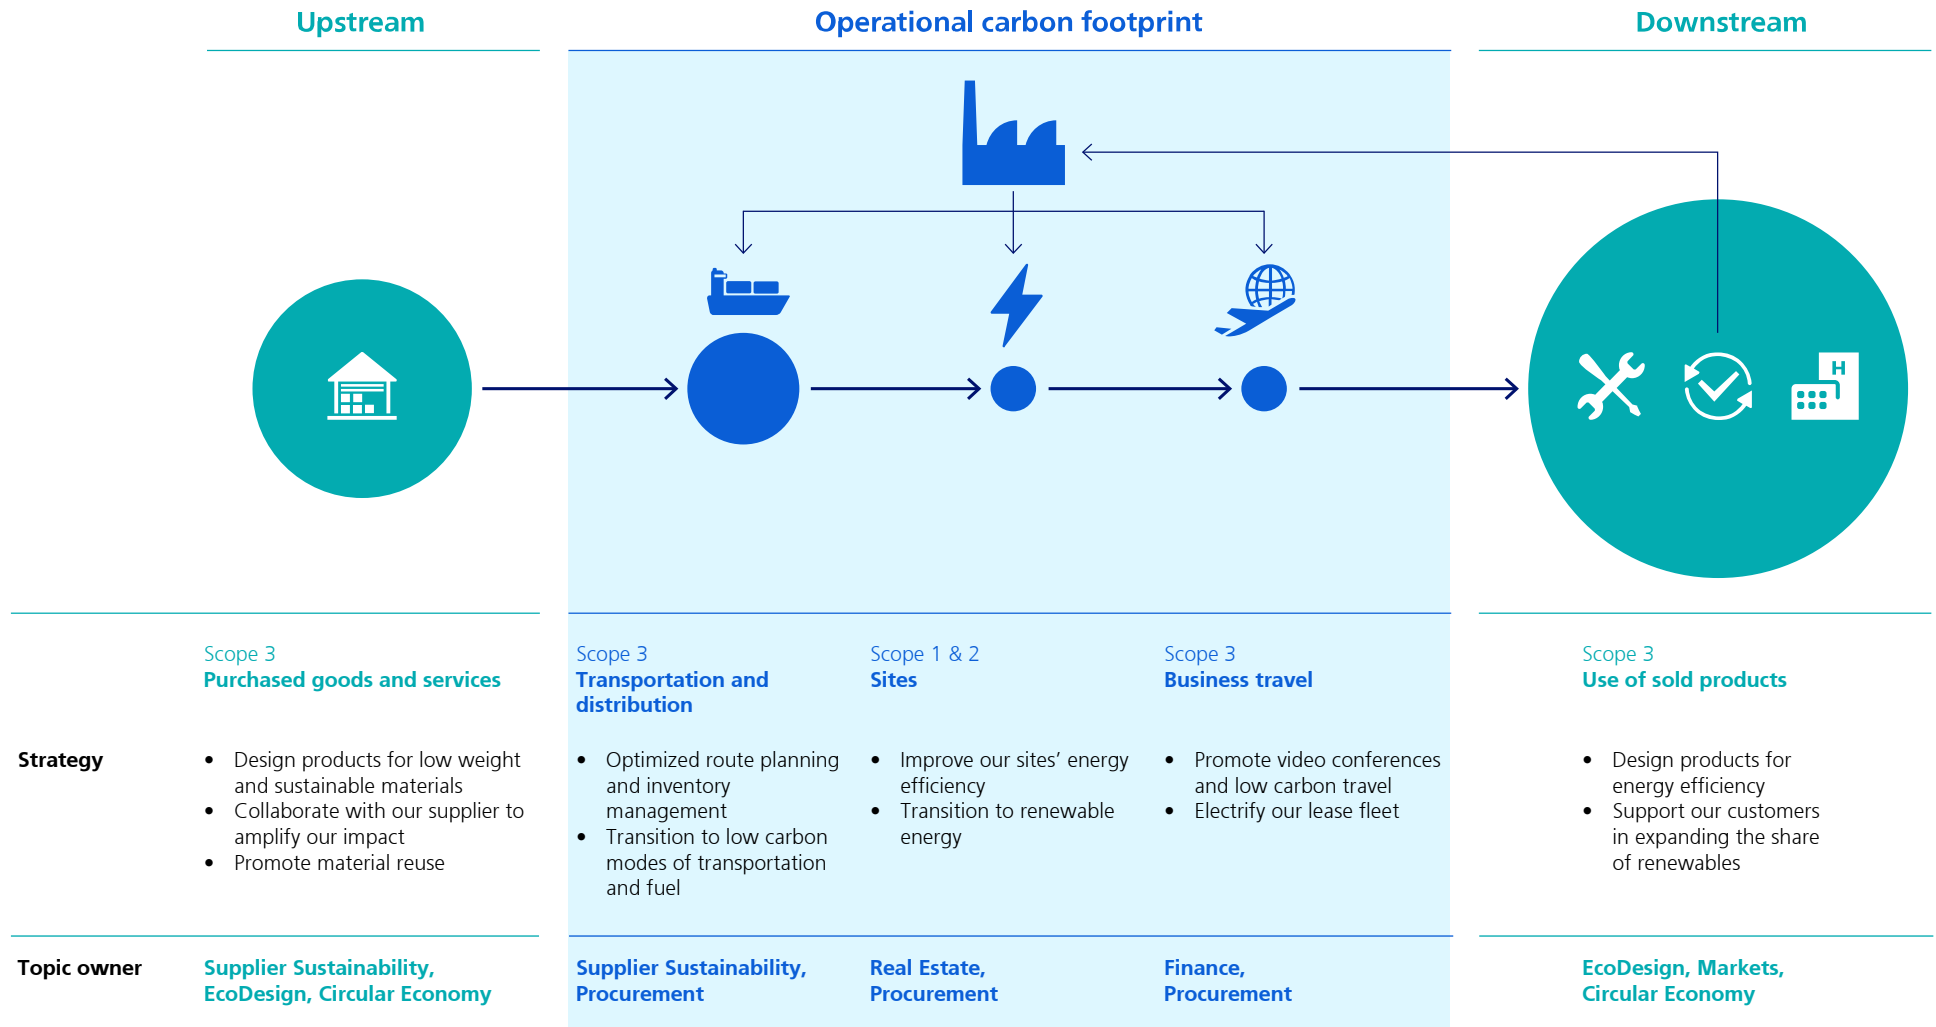 Upstream
Operational carbon footprint
Downstream
H
Scope 3
Purchased goods and services
Scope 3
Transportation and
distribution
Scope 1 & 2
Sites
Scope 3
Business travel
Scope 3
Use of sold products
Strategy
• Design products for low weight
and sustainable materials
• Collaborate with our supplier to
amplify our impact
• Promote material reuse
• Optimized route planning
and inventory
management
• Transition to low carbon
modes of transportation
and fuel
• Improve our sites’ energy
efficiency
• Transition to renewable
energy
• Promote video conferences
and low carbon travel
• Electrify our lease fleet
• Design products for
energy efficiency
• Support our customers
in expanding the share
of renewables
Topic owner
Supplier Sustainability,
EcoDesign, Circular Economy
Supplier Sustainability,
Procurement
Real Estate,
Procurement
Finance,
Procurement
EcoDesign, Markets,
Circular Economy